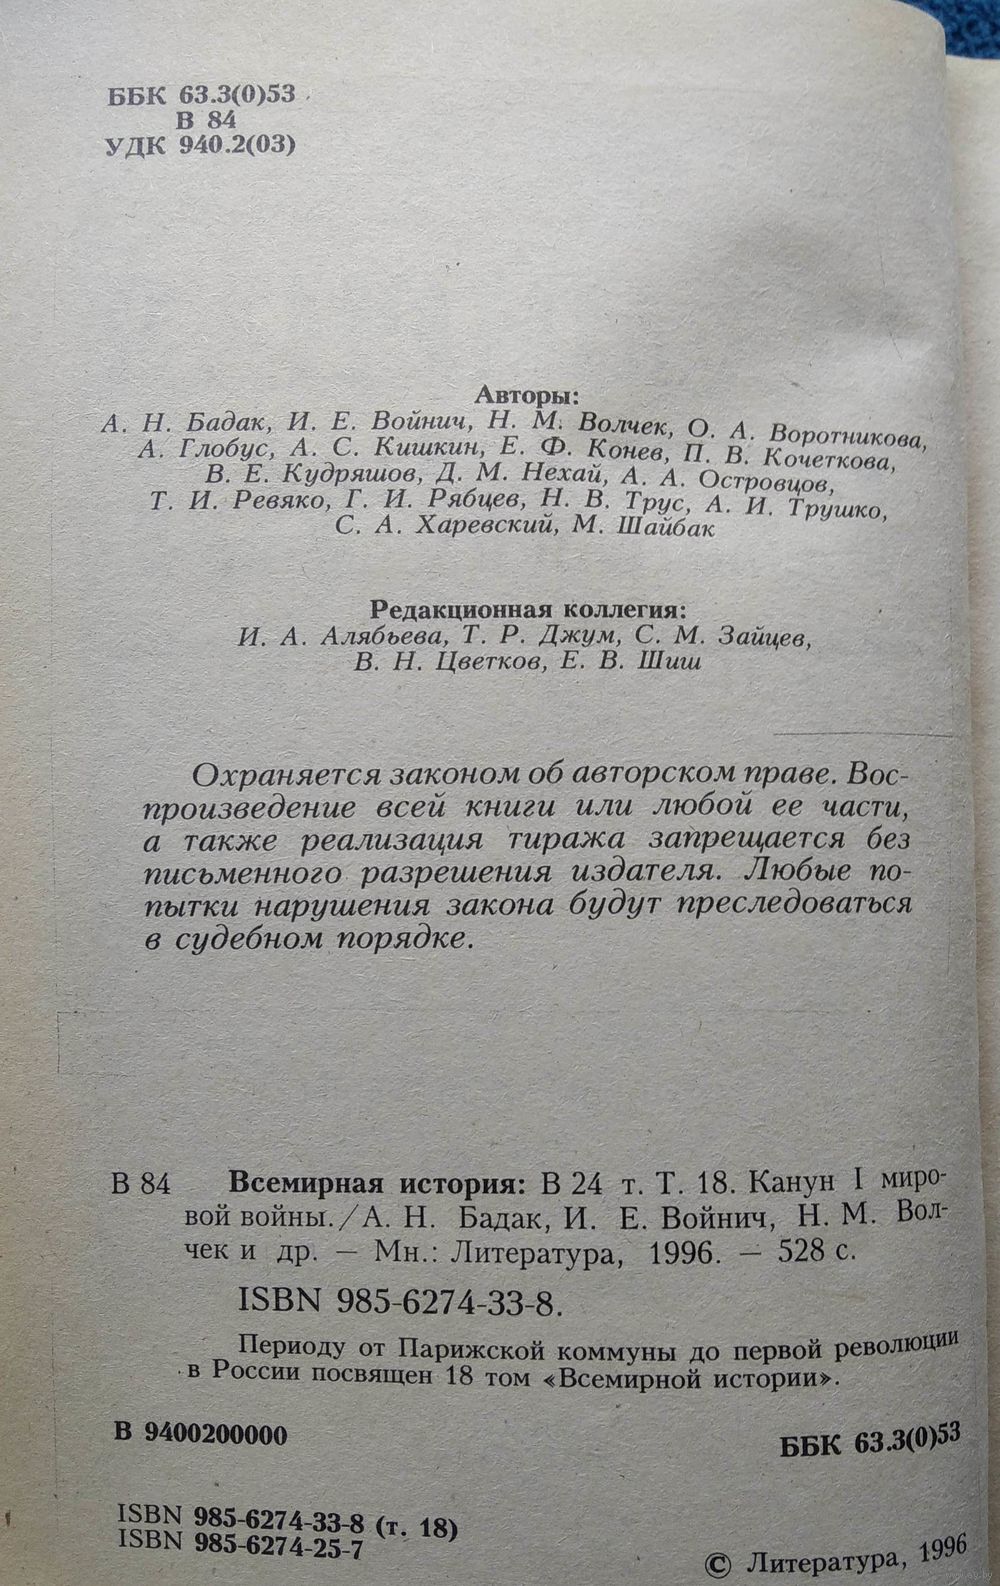 ББК 63.3(0)53
В 84
УДК 940.2(03)
Авторы:
А. Н. Бадак, И. Е. Войнич, Н. М. Волчек, О. А. Воротникова,
А. Глобус, А. С. Кишкин, Е. Ф. Конев, П. В. Кочеткова,
В. Е. Кудряшов, Д. М. Нехай, А. А. Островцов,
Т. И. Ревяко, Г. И. Рябцев, Н. В. Трус, А. И. Трушко,
С. А. Харевский, М. Шайбак
Редакционная коллегия:
И. А. Алябьева, Т. Р. Джум, С. М. Зайцев,
В. Н. Цветков, Е. В. Шиш
Охраняется законом об авторском праве. Вос-
произведение всей книги или любой ее части,
а также реализация тиража запрещается без
письменного разрешения издателя. Любые по-
пытки нарушения закона будут преследоваться
в судебном порядке.
В 84 Всемирная история: В 24 т. Т. 18. Канун I миро-
вой войны./А. Н. Бадак, И. Е. Войнич, Н. М. Вол-
чек и др. — Мн.: Литература, 1996. — 528 с.
ISBN 985-6274-33-8.
Периоду от Парижской коммуны до первой революции
в России посвящен 18 том «Всемирной истории».
В 9400200000
ББК 63.3(0)53
ISBN 985-6274-33-8 (т. 18)
ISBN 985-6274-25-7
© Литература, 1996